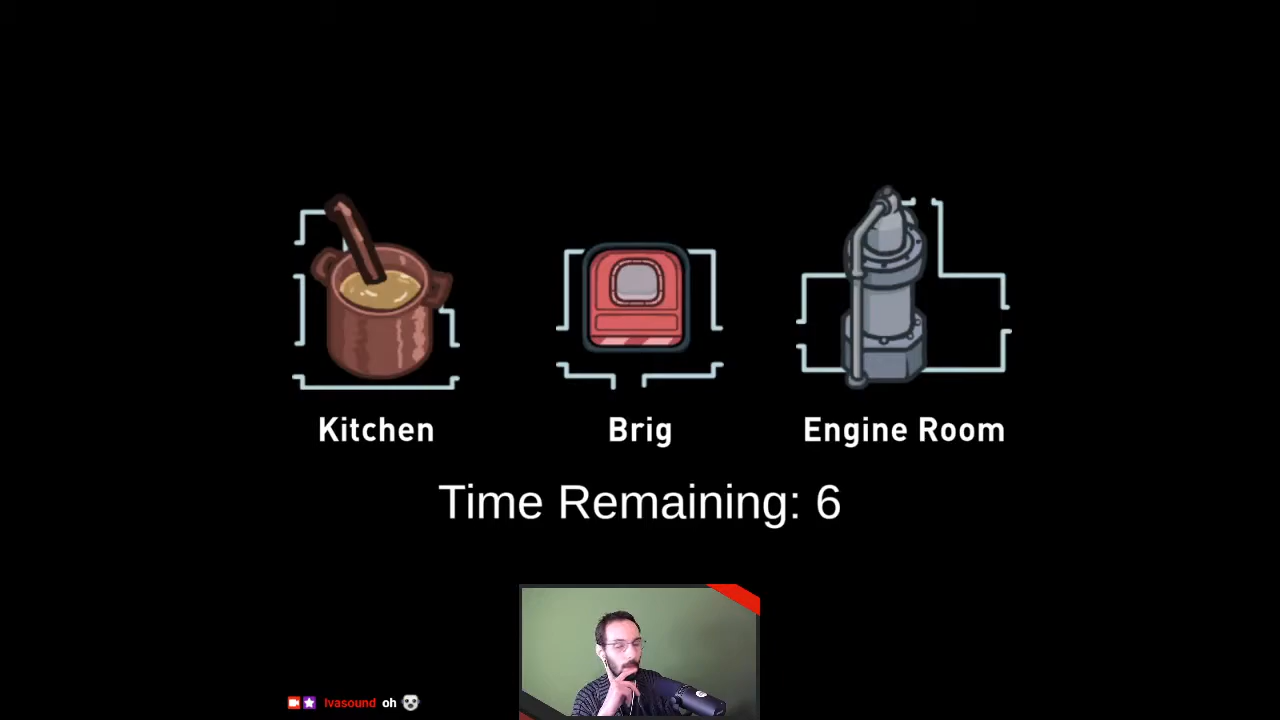 Kitchen
Brig
Engine Room
Time Remaining: 6
lvasound oh